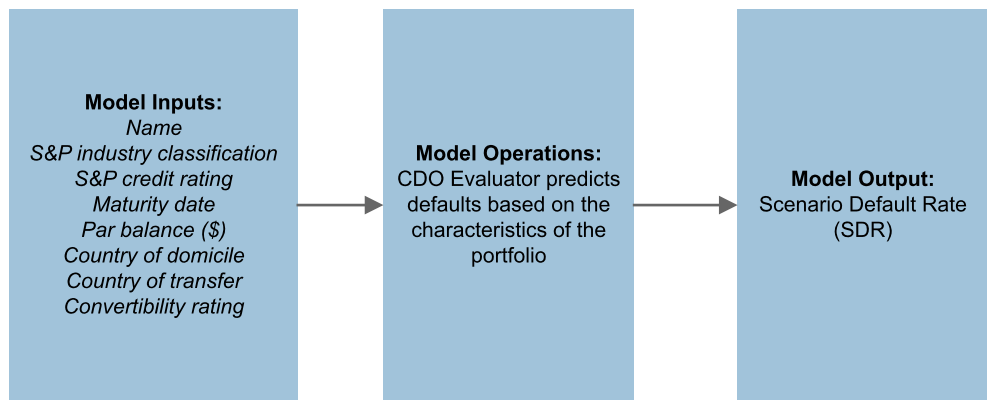 Model Inputs:
Name
S&P industry classification
S&P credit rating
Maturity date
Par balance ($)
Country of domicile
Country of transfer
Convertibility rating
Model Operations:
CDO Evaluator predicts
defaults based on the
characteristics of the
portfolio
Model Output:
Scenario Default Rate
(SDR)